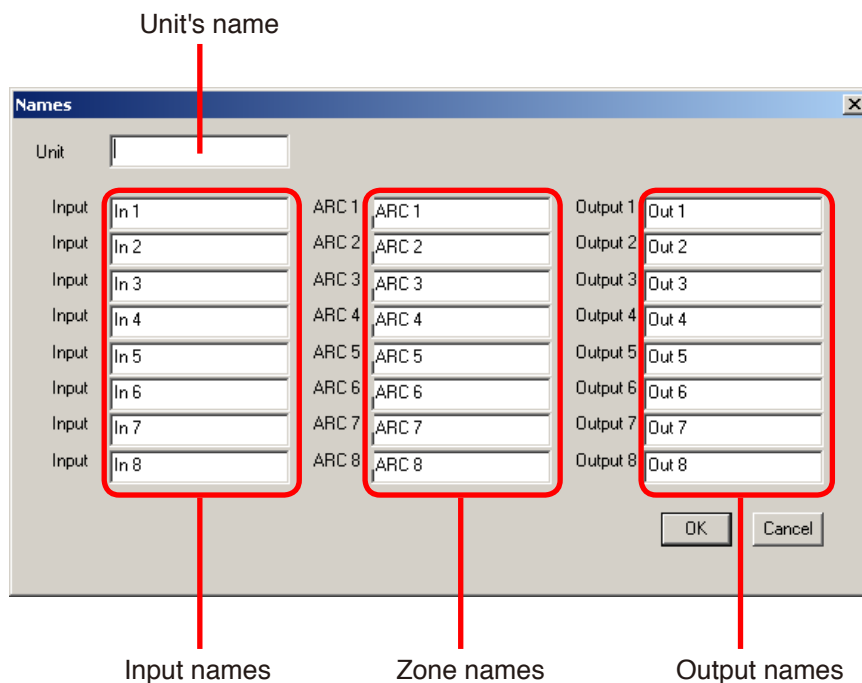 Unit's name
Names
Unit
Input In 1 ARC 1 ARC 1 Output 1 Out 1
Input In 2 ARC 2 ARC 2 Output 2 Out 2
Input In 3 ARC 3 ARC 3 Output 3 Out 3
Input In 4 ARC 4 ARC 4 Output 4 Out 4
Input In 5 ARC 5 ARC 5 Output 5 Out 5
Input In 6 ARC 6 ARC 6 Output 6 Out 6
Input In 7 ARC 7 ARC 7 Output 7 Out 7
Input In 8 ARC 8 ARC 8 Output 8 Out 8
OK Cancel
Input names Zone names Output names